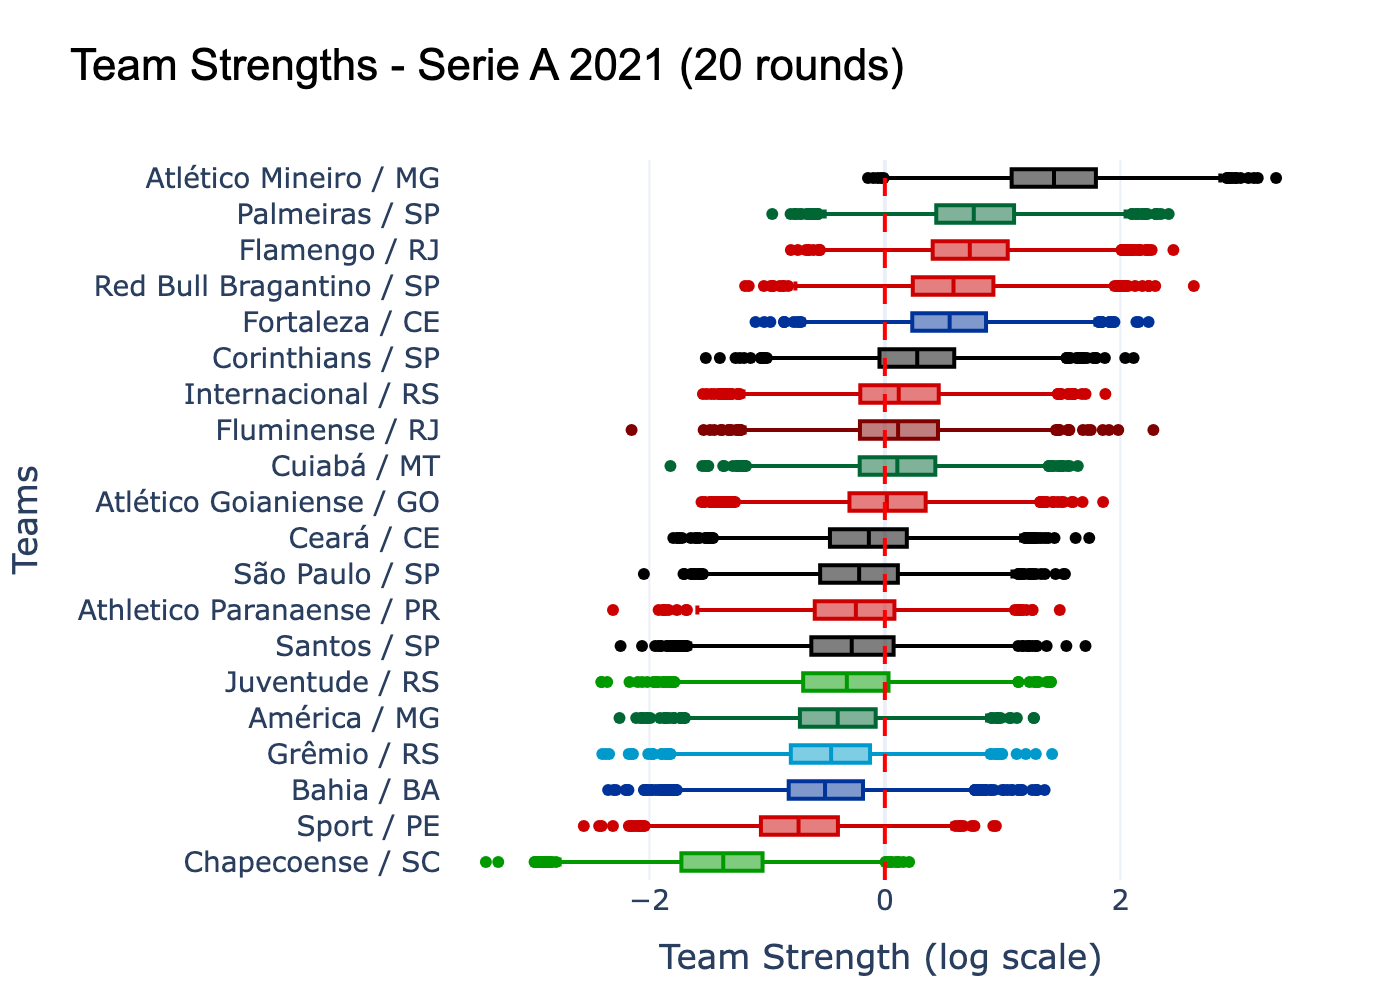 Team Strengths - Serie A 2021 (20 rounds)
Teams
Atlético Mineiro / MG
Palmeiras / SP
Flamengo / RJ
Red Bull Bragantino / SP
Fortaleza / CE
Corinthians / SP
Internacional / RS
Fluminense / RJ
Cuiabá / MT
Atlético Goianiense / GO
Ceará / CE
São Paulo / SP
Athletico Paranaense / PR
Santos / SP
Juventude / RS
América / MG
Grêmio / RS
Bahia / BA
Sport / PE
Chapecoense / SC
−2 0 2
Team Strength (log scale)